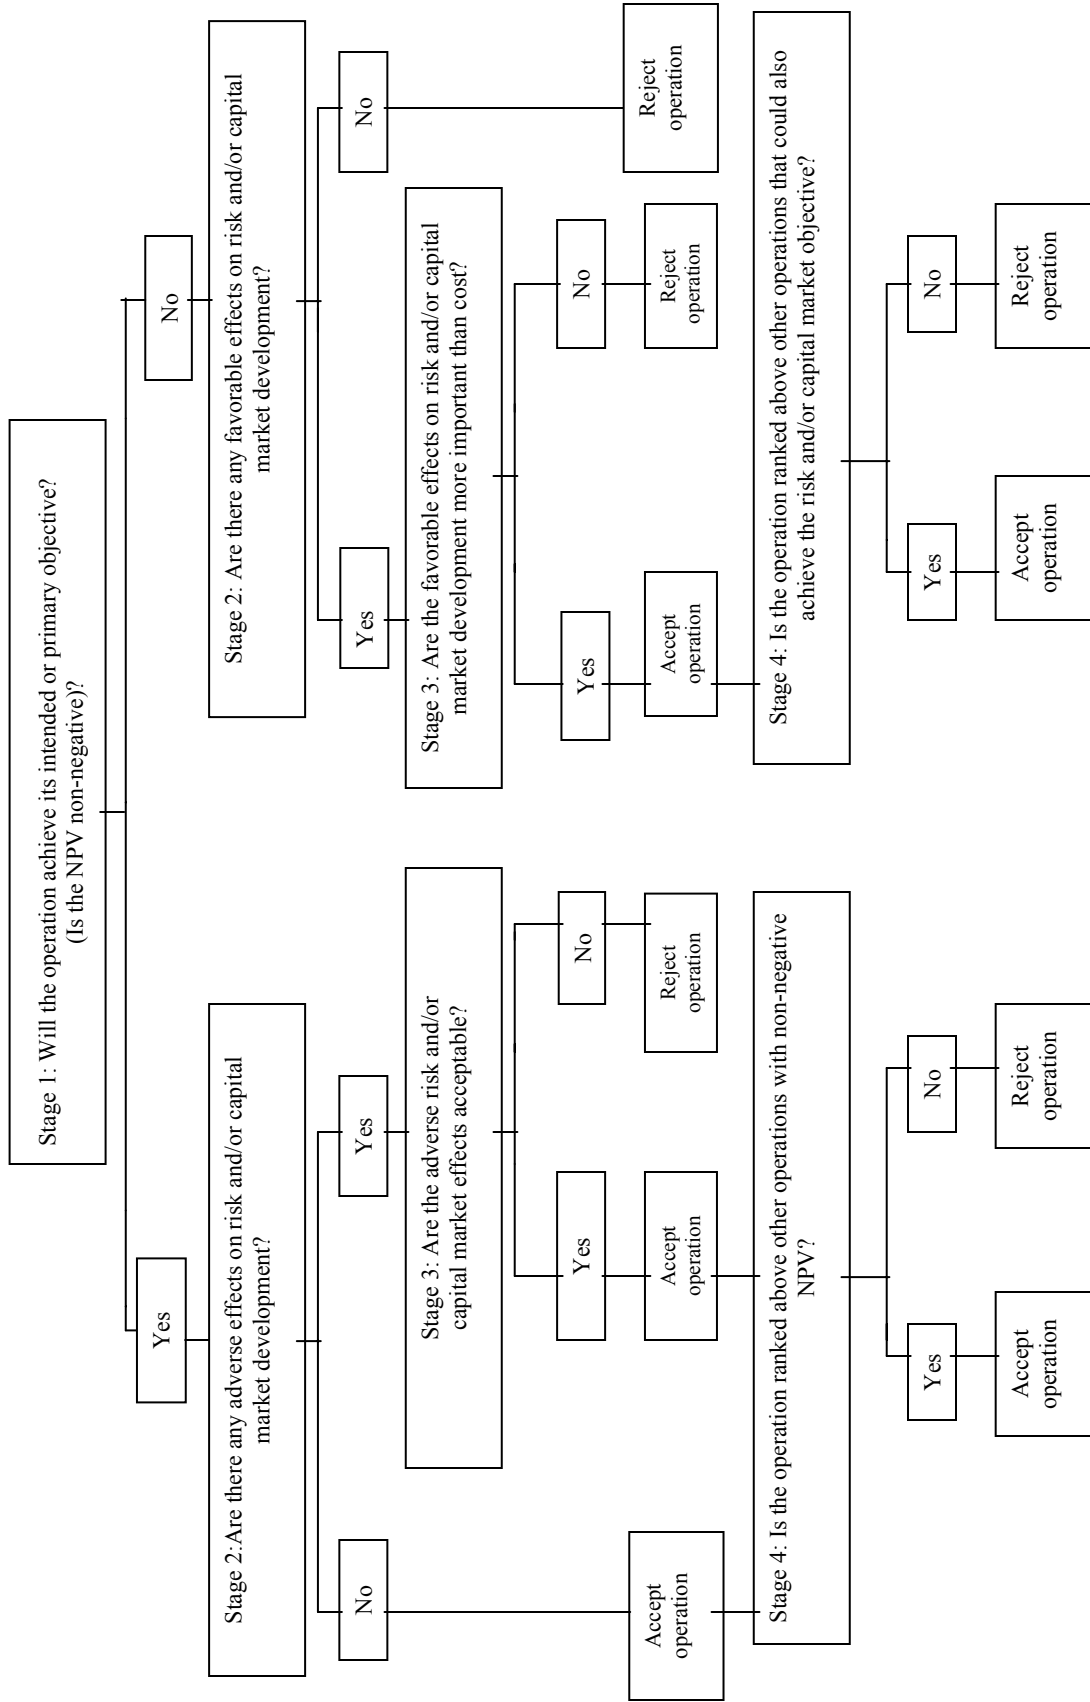 Stage 1: Will the operation achieve its intended or primary objective?
(Is the NPV non-negative)?
Yes
No
Stage 2:Are there any adverse effects on risk and/or capital
market development?
Stage 2: Are there any favorable effects on risk and/or capital
market development?
No
Yes
Yes
No
Stage 3: Are the adverse risk and/or
capital market effects acceptable?
Stage 3: Are the favorable effects on risk and/or capital
market development more important than cost?
Yes
No
Yes
No
Accept
operation
Accept
operation
Reject
operation
Accept
operation
Reject
operation
Reject
operation
Stage 4: Is the operation ranked above other operations with non-negative
NPV?
Stage 4: Is the operation ranked above other operations that could also
achieve the risk and/or capital market objective?
Yes
No
Yes
No
Accept
operation
Reject
operation
Accept
operation
Reject
operation